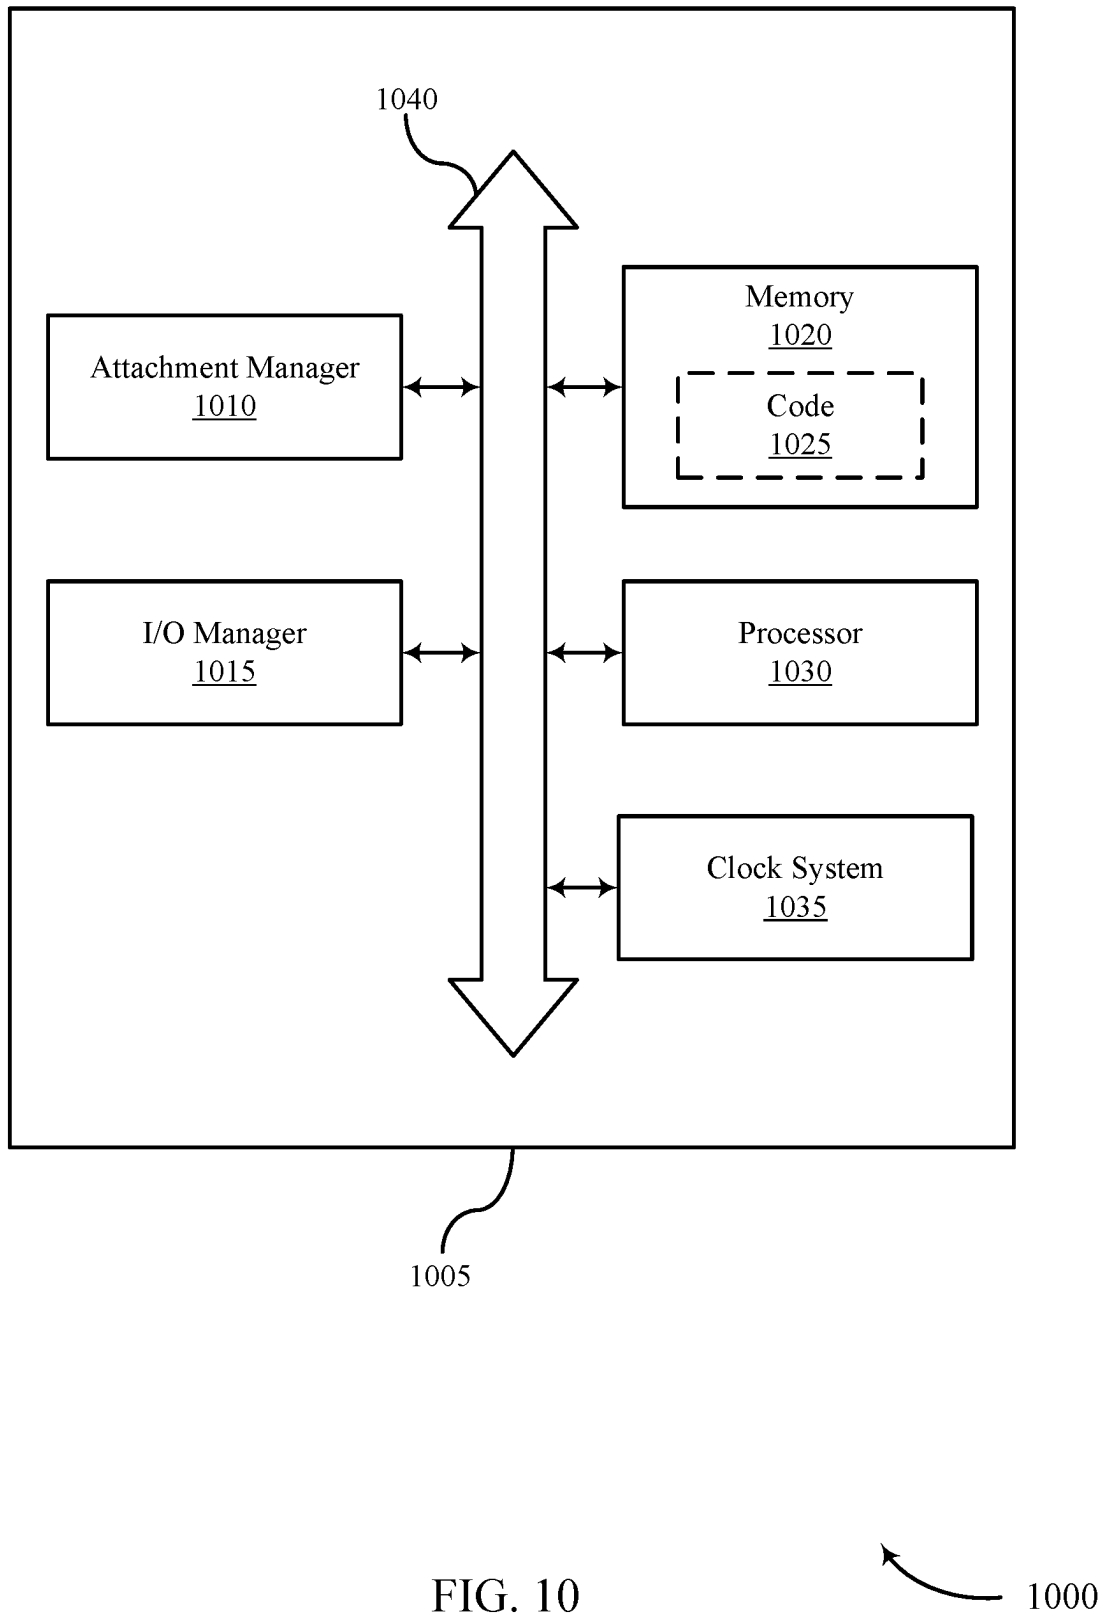 1040
Attachment Manager
1010
Memory
1020
Code
1025
I/O Manager
1015
Processor
1030
Clock System
1035
1005
FIG. 10
1000